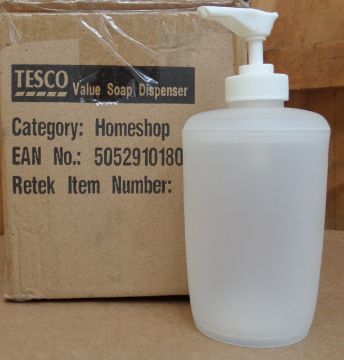 TESCO Value Soap Dispenser
Category: Homeshop
EAN No.: 5052910180
Retek Item Number: